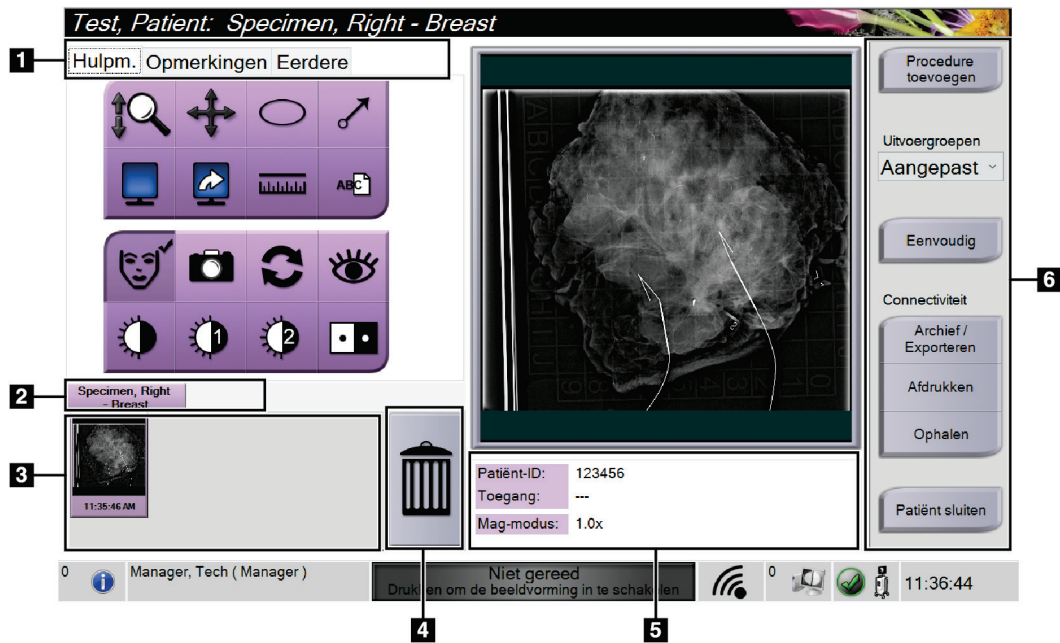 Test, Patient: Specimen, Right - Breast
1
Hulpm. Opmerkingen Eerdere
ABC
1
2
2
Specimen, Right
- Breast
3
11:35:46 AM
Patiënt-ID: 123456
Toegang: ---
Mag-modus: 1.0x
Procedure
toevoegen
Uitvoergroepen
Aangepast
Eenvoudig
6
Connectiviteit
Archief /
Exporteren
Afdrukken
Ophalen
Patiënt sluiten
0
Manager, Tech ( Manager )
Niet gereed
Drukken om de beeldvorming in te schakelen
0
11:36:44
4
5